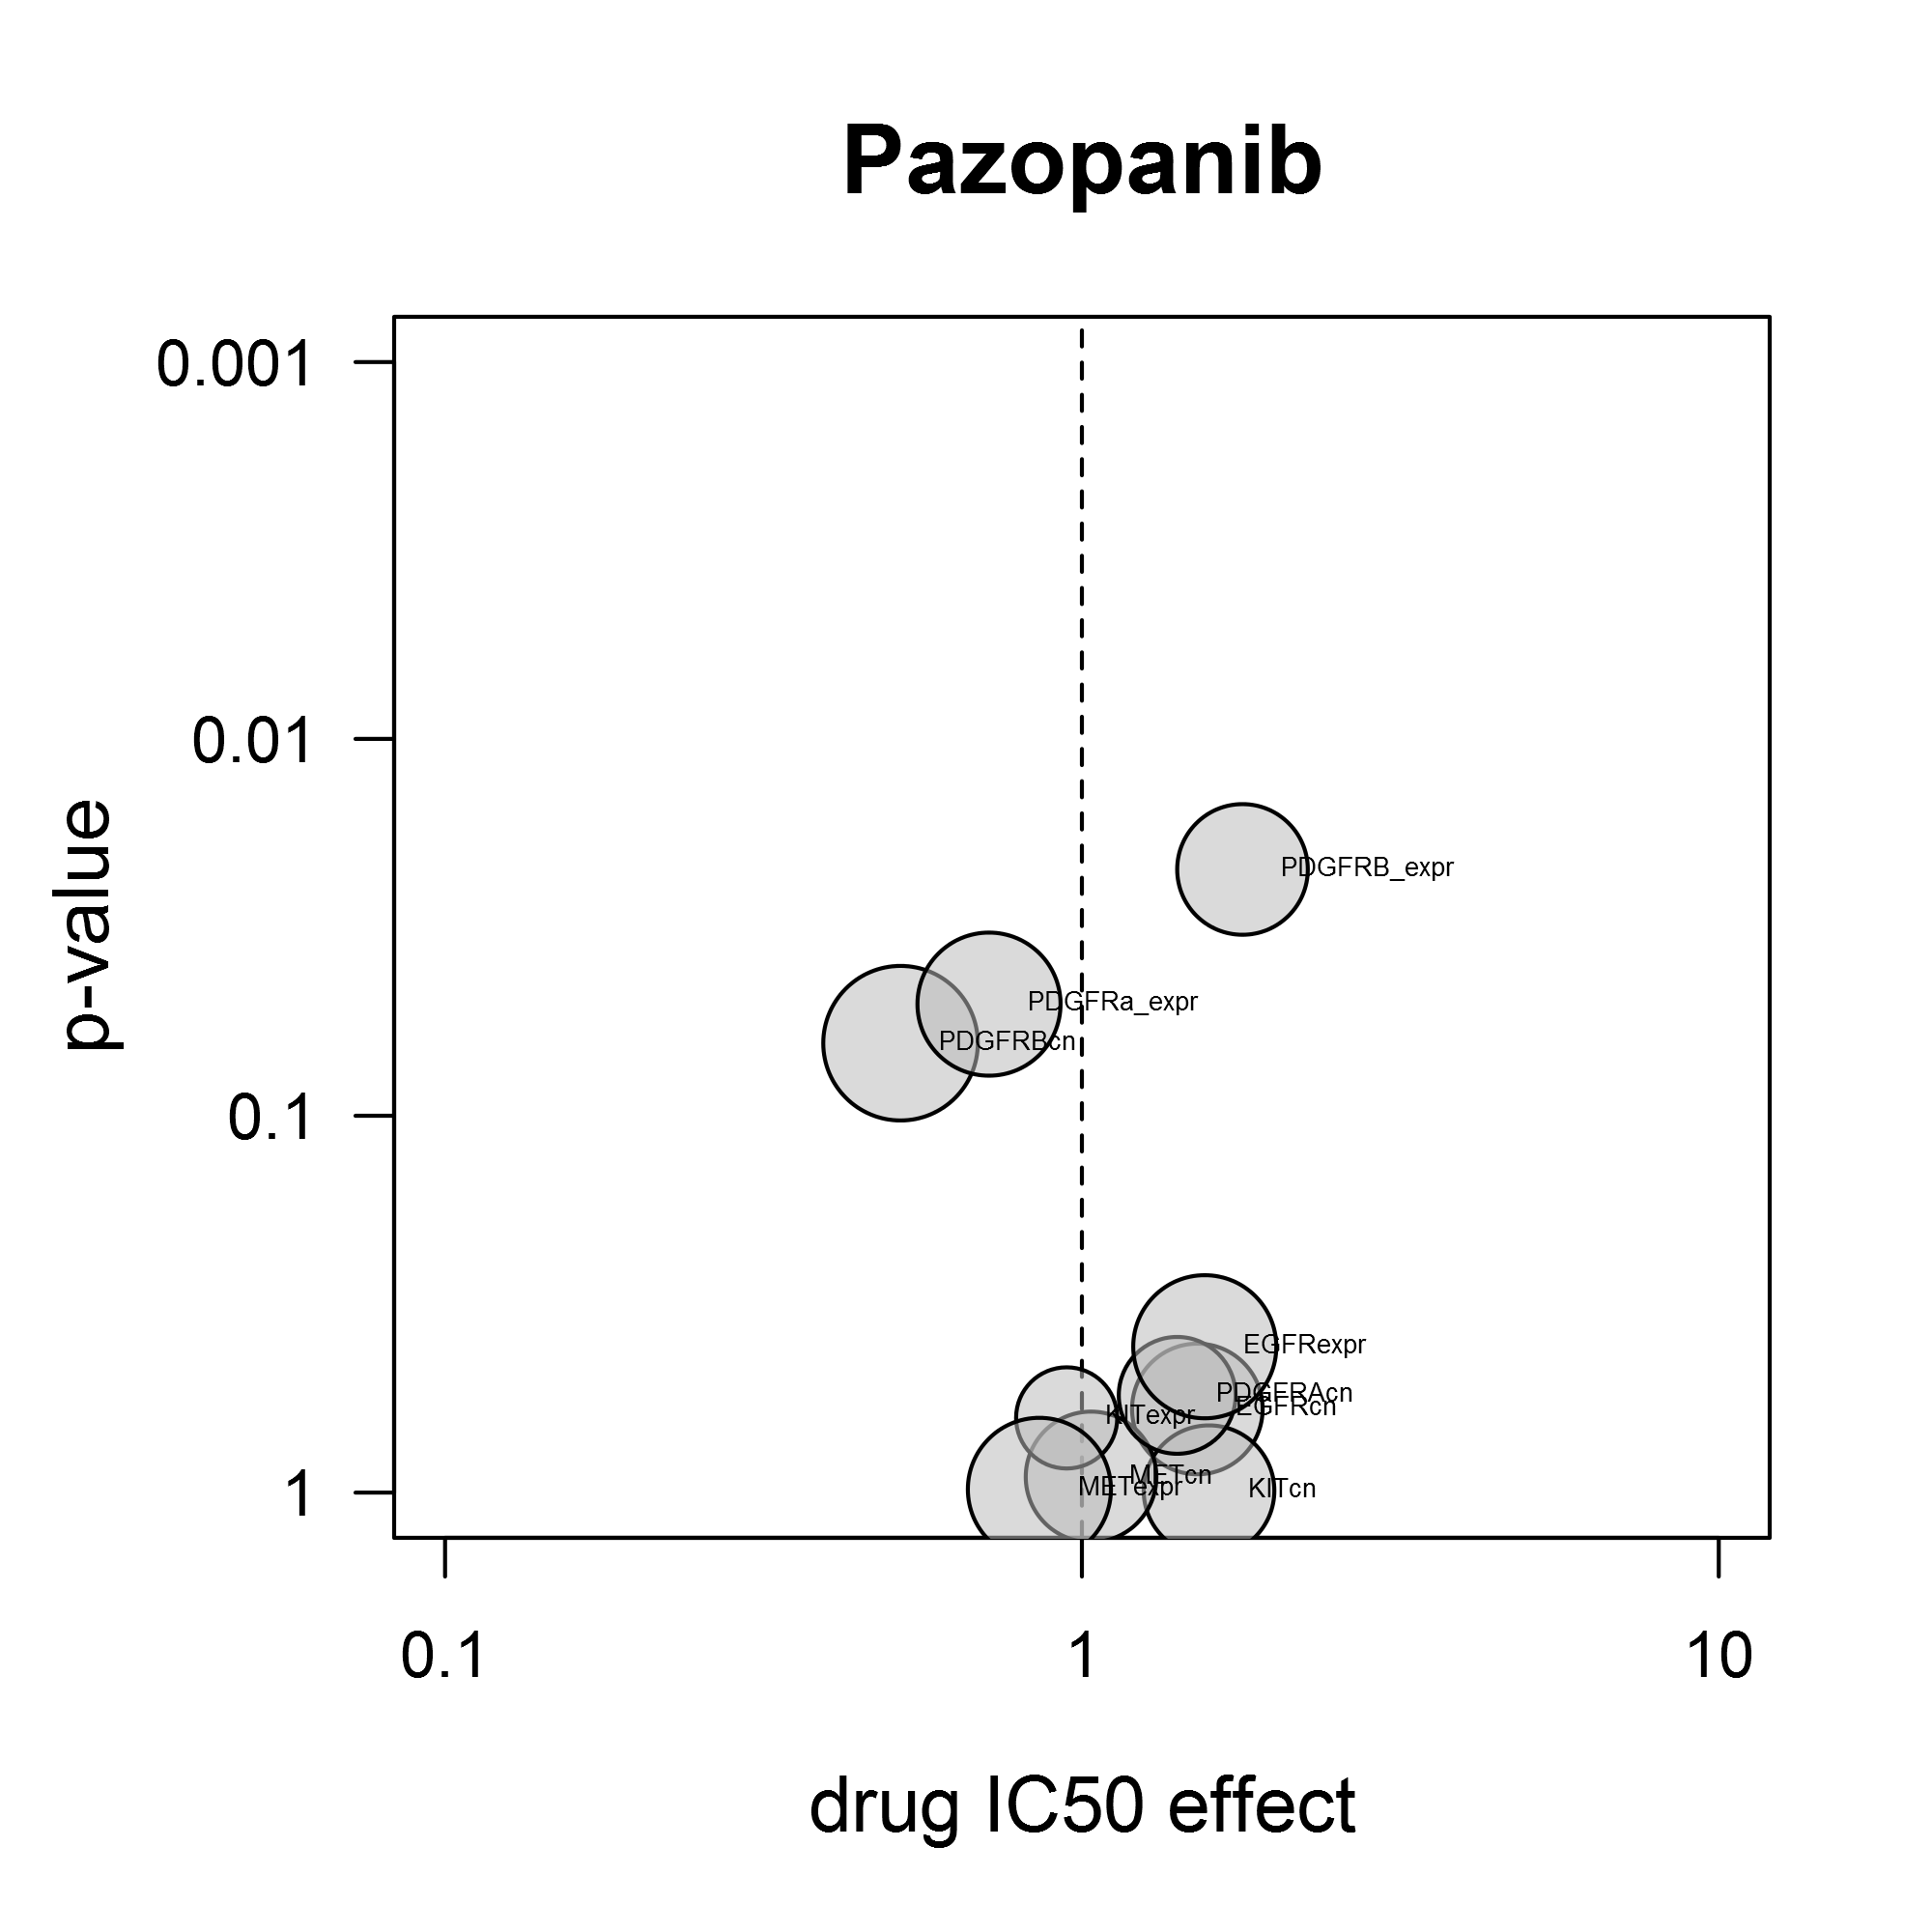 Pazopanib
0.001
0.01
0.1
1
p-value
PDGFRB_expr
PDGFRa_expr
PDGFRBcn
EGFRexpr
PDGFRAcn
EGFRcn
KITexpr
METcn
METexpr
KITcn
0.1
1
10
drug IC50 effect